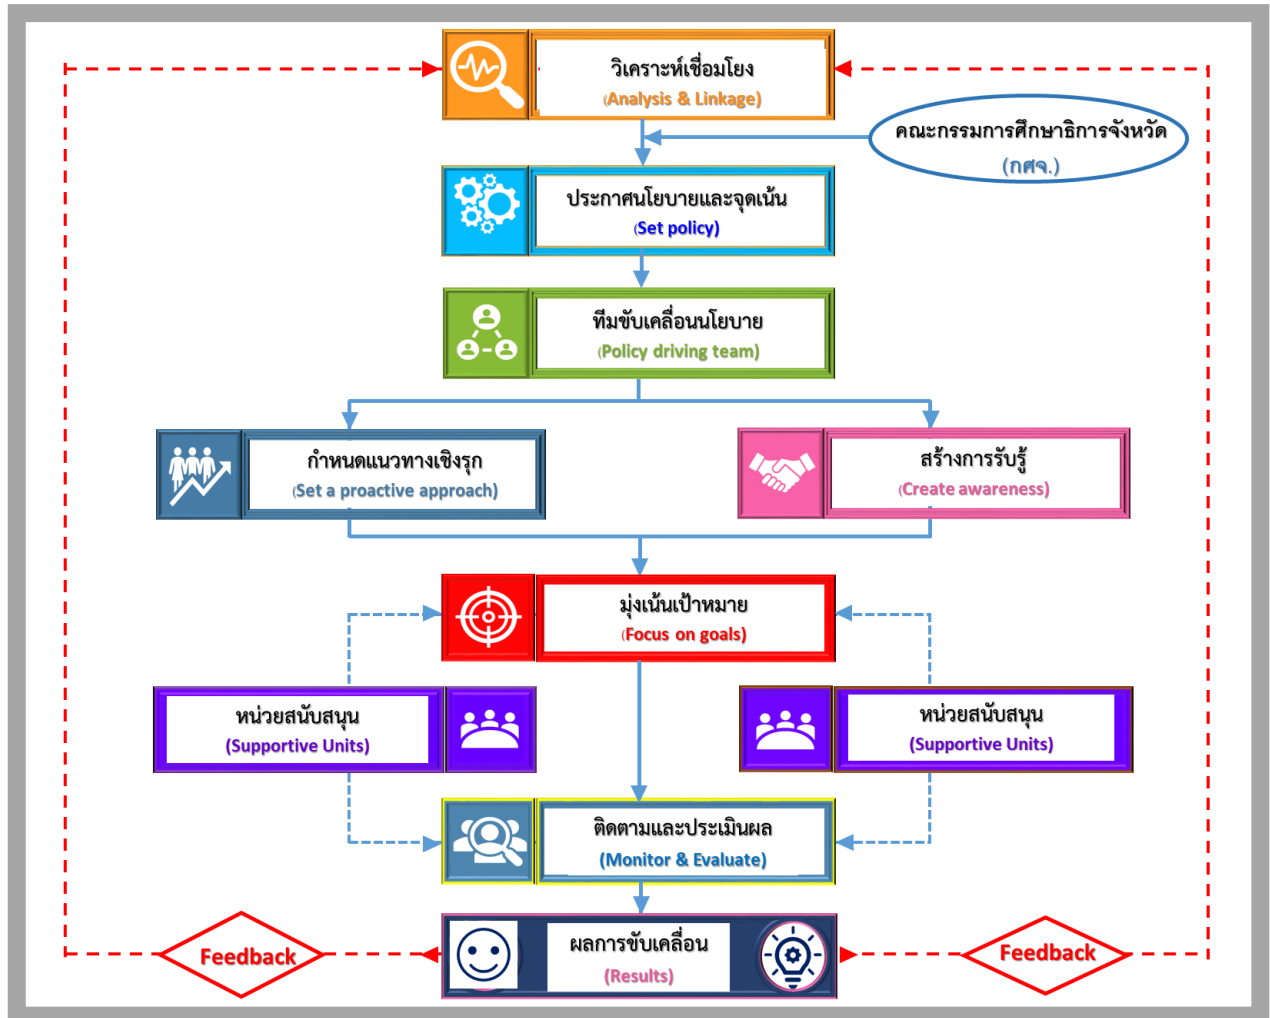 วิเคราะห์เชื่อมโยง
(Analysis & Linkage)
คณะกรรมการศึกษาธิการจังหวัด
(กศจ.)
ประกาศนโยบายและจุดเน้น
(Set policy)
ทีมขับเคลื่อนนโยบาย
(Policy driving team)
กำหนดแนวทางเชิงรุก
(Set a proactive approach)
สร้างการรับรู้
(Create awareness)
มุ่งเน้นเป้าหมาย
(Focus on goals)
หน่วยสนับสนุน
(Supportive Units)
หน่วยสนับสนุน
(Supportive Units)
ติดตามและประเมินผล
(Monitor & Evaluate)
Feedback
ผลการขับเคลื่อน
(Results)
Feedback